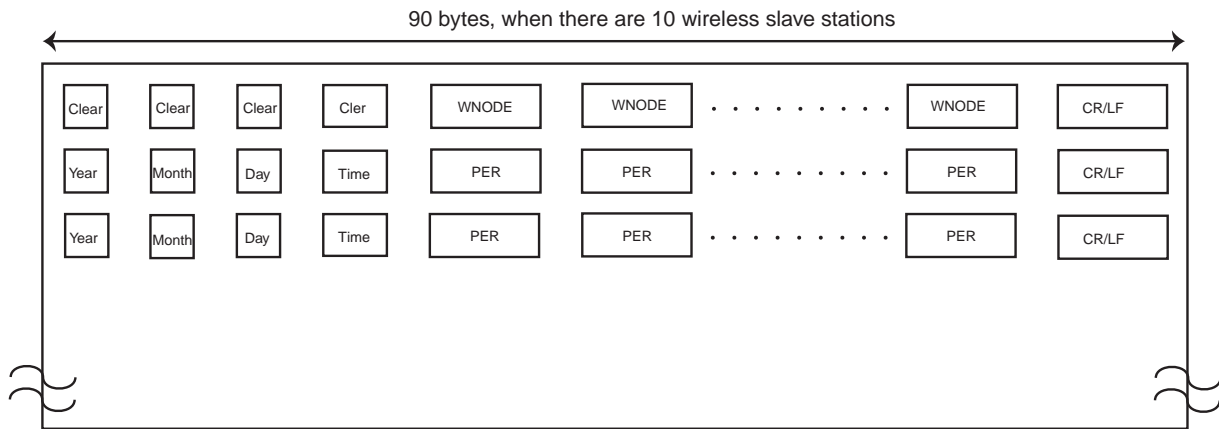 90 bytes, when there are 10 wireless slave stations
Clear Clear Clear Cler WNODE WNODE . . . . . . . . . WNODE CR/LF
Year Month Day Time PER PER . . . . . . . . . PER CR/LF
Year Month Day Time PER PER . . . . . . . . . PER CR/LF